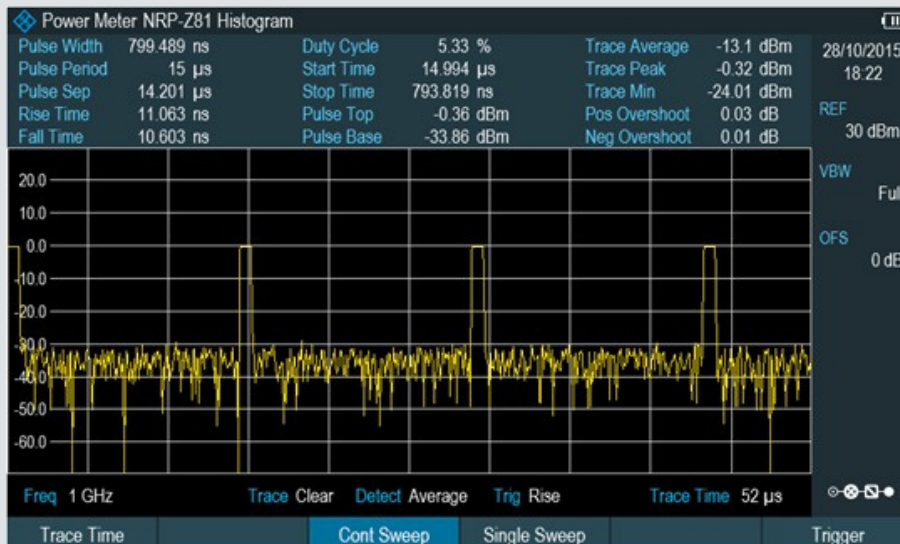 Power Meter NRP-Z81 Histogram
Pulse Width 799.489 ns Duty Cycle 5.33 % Trace Average -13.1 dBm
Pulse Period 15 µs Start Time 14.994 µs Trace Peak -0.32 dBm
Pulse Sep 14.201 µs Stop Time 793.819 ns Trace Min -24.01 dBm
Rise Time 11.063 ns Pulse Top -0.36 dBm Pos Overshoot 0.03 dB
Fall Time 10.603 ns Pulse Base -33.86 dBm Neg Overshoot 0.01 dB
28/10/2015
18:22
REF
30 dBm
VBW
Full
OFS
0 dB
20.0
10.0
0.0
-10.0
-20.0
-30.0
-40.0
-50.0
-60.0
Freq 1 GHz Trace Clear Detect Average Trig Rise Trace Time 52 µs
Trace Time Cont Sweep Single Sweep Trigger